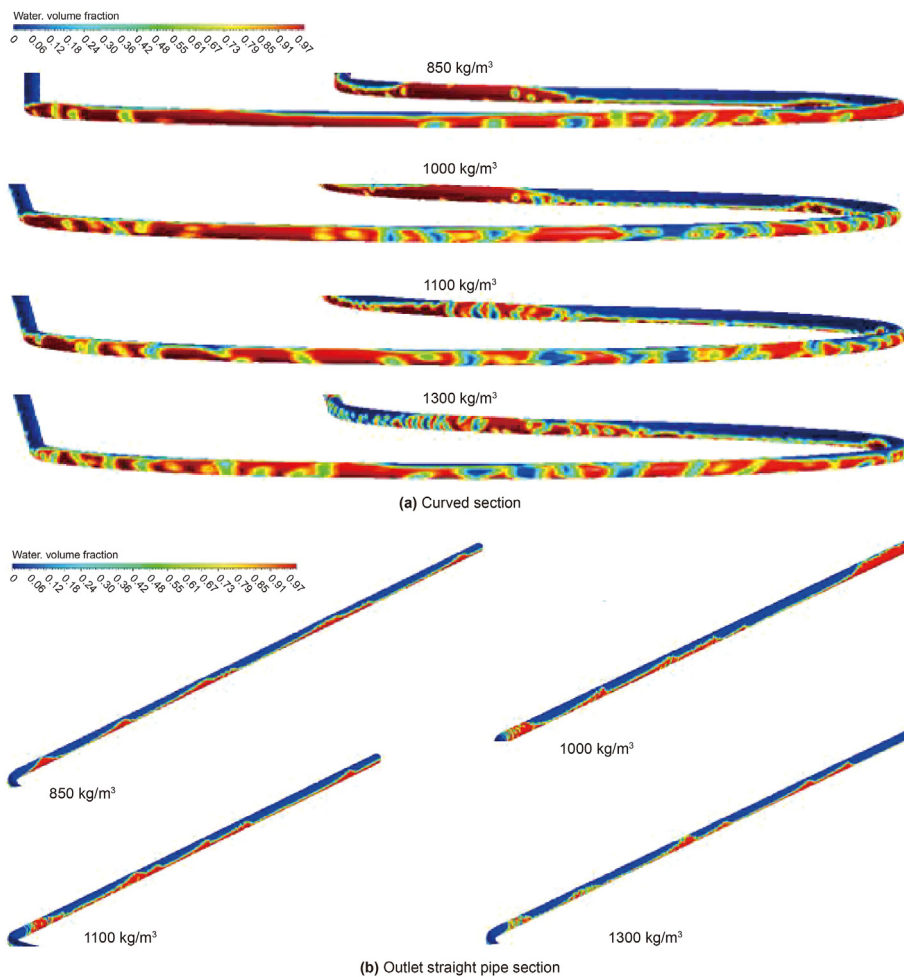 Water. volume fraction
0 0.06 0.12 0.18 0.24 0.30 0.36 0.42 0.48 0.55 0.61 0.67 0.73 0.79 0.85 0.91 0.97
850 kg/m³
1000 kg/m³
1100 kg/m³
1300 kg/m³
(a) Curved section
Water. volume fraction
0 0.06 0.12 0.18 0.24 0.30 0.36 0.42 0.48 0.55 0.61 0.67 0.73 0.79 0.85 0.91 0.97
850 kg/m³
1000 kg/m³
1100 kg/m³
1300 kg/m³
(b) Outlet straight pipe section